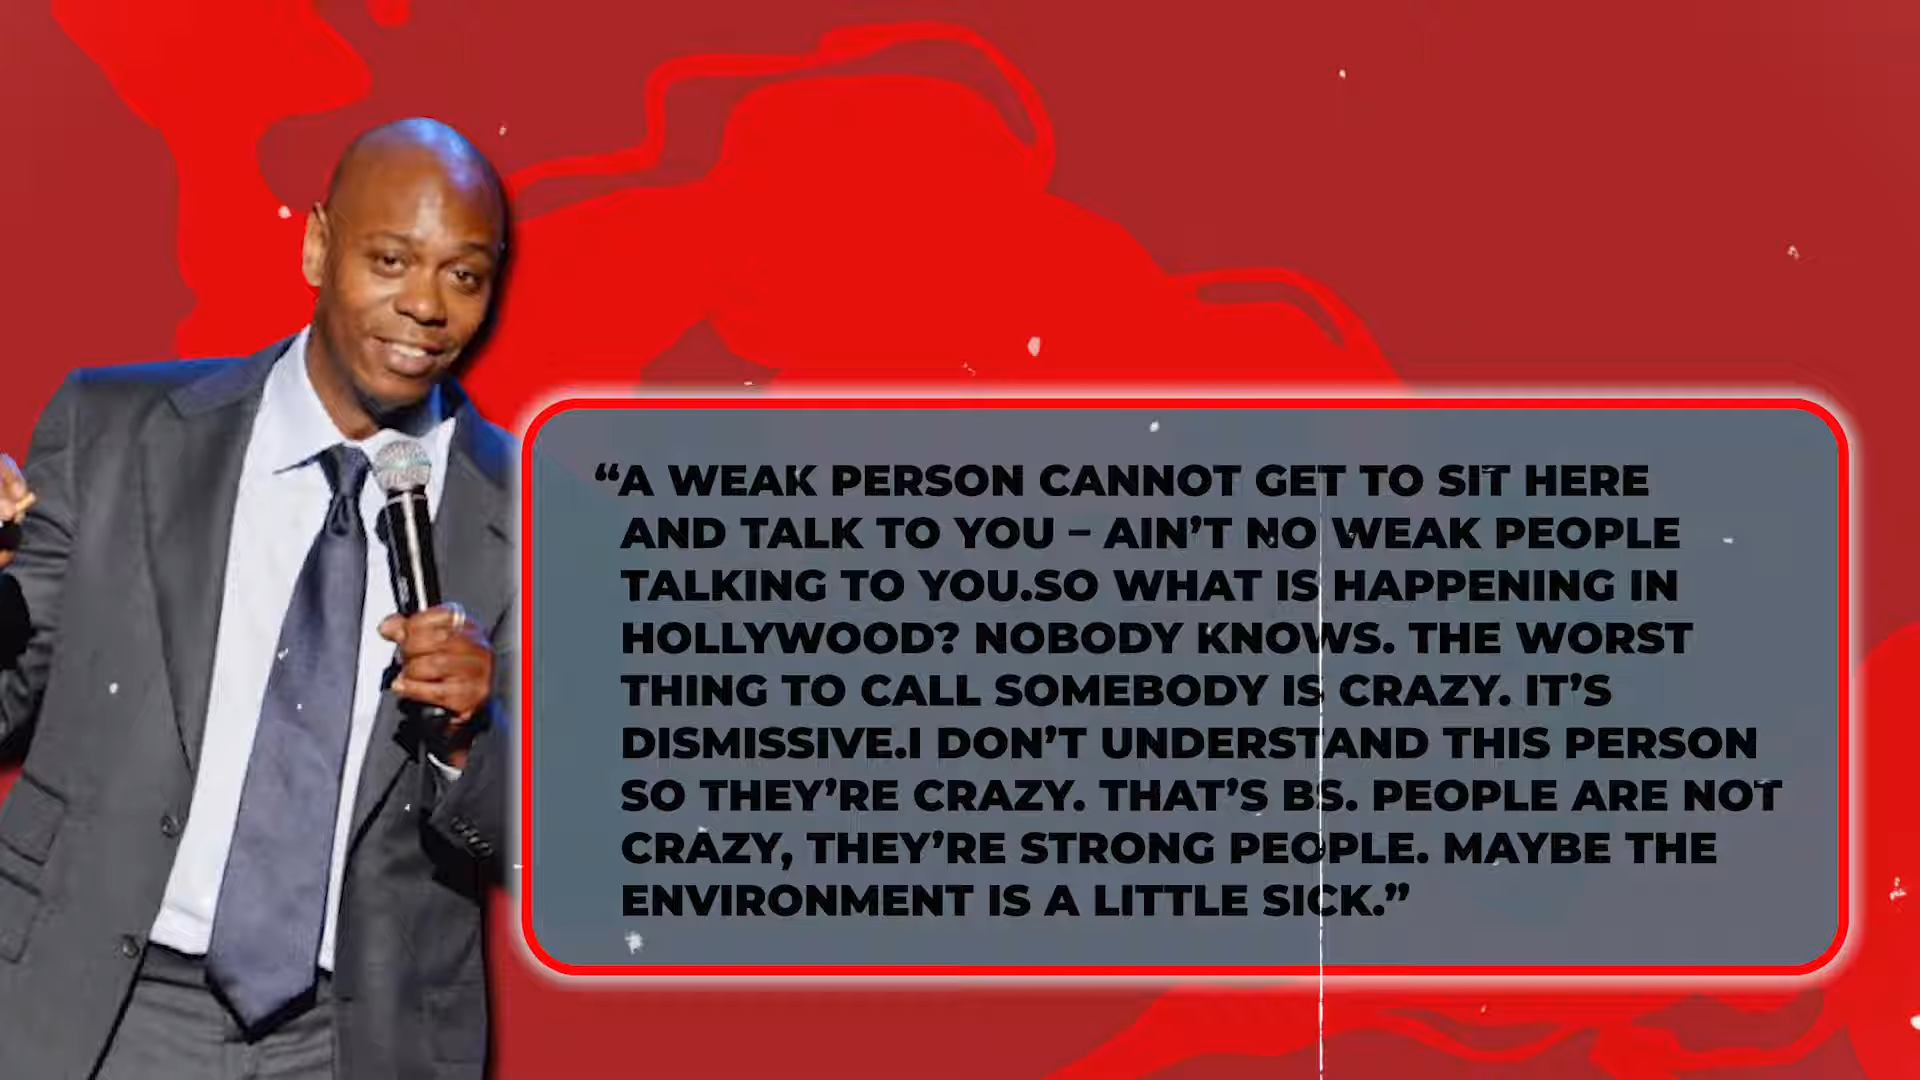 “A WEAK PERSON CANNOT GET TO SIT HERE
AND TALK TO YOU – AIN’T NO WEAK PEOPLE
TALKING TO YOU.SO WHAT IS HAPPENING IN
HOLLYWOOD? NOBODY KNOWS. THE WORST
THING TO CALL SOMEBODY IS CRAZY. IT’S
DISMISSIVE.I DON’T UNDERSTAND THIS PERSON
SO THEY’RE CRAZY. THAT’S BS. PEOPLE ARE NOT
CRAZY, THEY’RE STRONG PEOPLE. MAYBE THE
ENVIRONMENT IS A LITTLE SICK.”